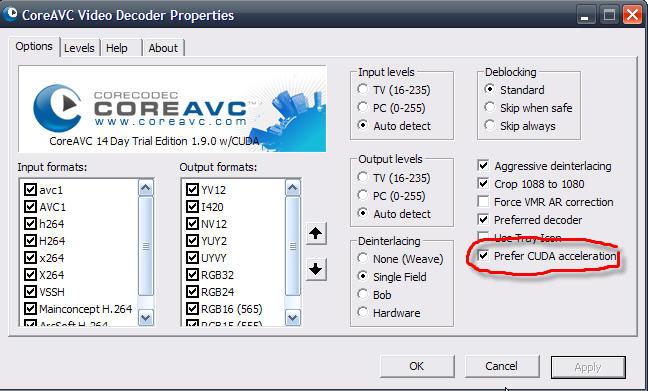 CoreAVC Video Decoder Properties
Options
Levels
Help
About
CORECODEC
COREAVC
www.coreavc.com
CoreAVC 14 Day Trial Edition 1.9.0 w/CUDA
Input formats:
avc1
AVC1
h264
H264
x264
X264
VSSH
Mainconcept H.264
ArcSoft H.264
Output formats:
YV12
I420
NV12
YUY2
UYVY
RGB32
RGB24
RGB16 (565)
RGB15 (555)
Input levels
TV (16-235)
PC (0-255)
Auto detect
Output levels
TV (16-235)
PC (0-255)
Auto detect
Deinterlacing
None (Weave)
Single Field
Bob
Hardware
Deblocking
Standard
Skip when safe
Skip always
Aggressive deinterlacing
Crop 1088 to 1080
Force VMR AR correction
Preferred decoder
Use Tray Icon
Prefer CUDA acceleration
OK
Cancel
Apply